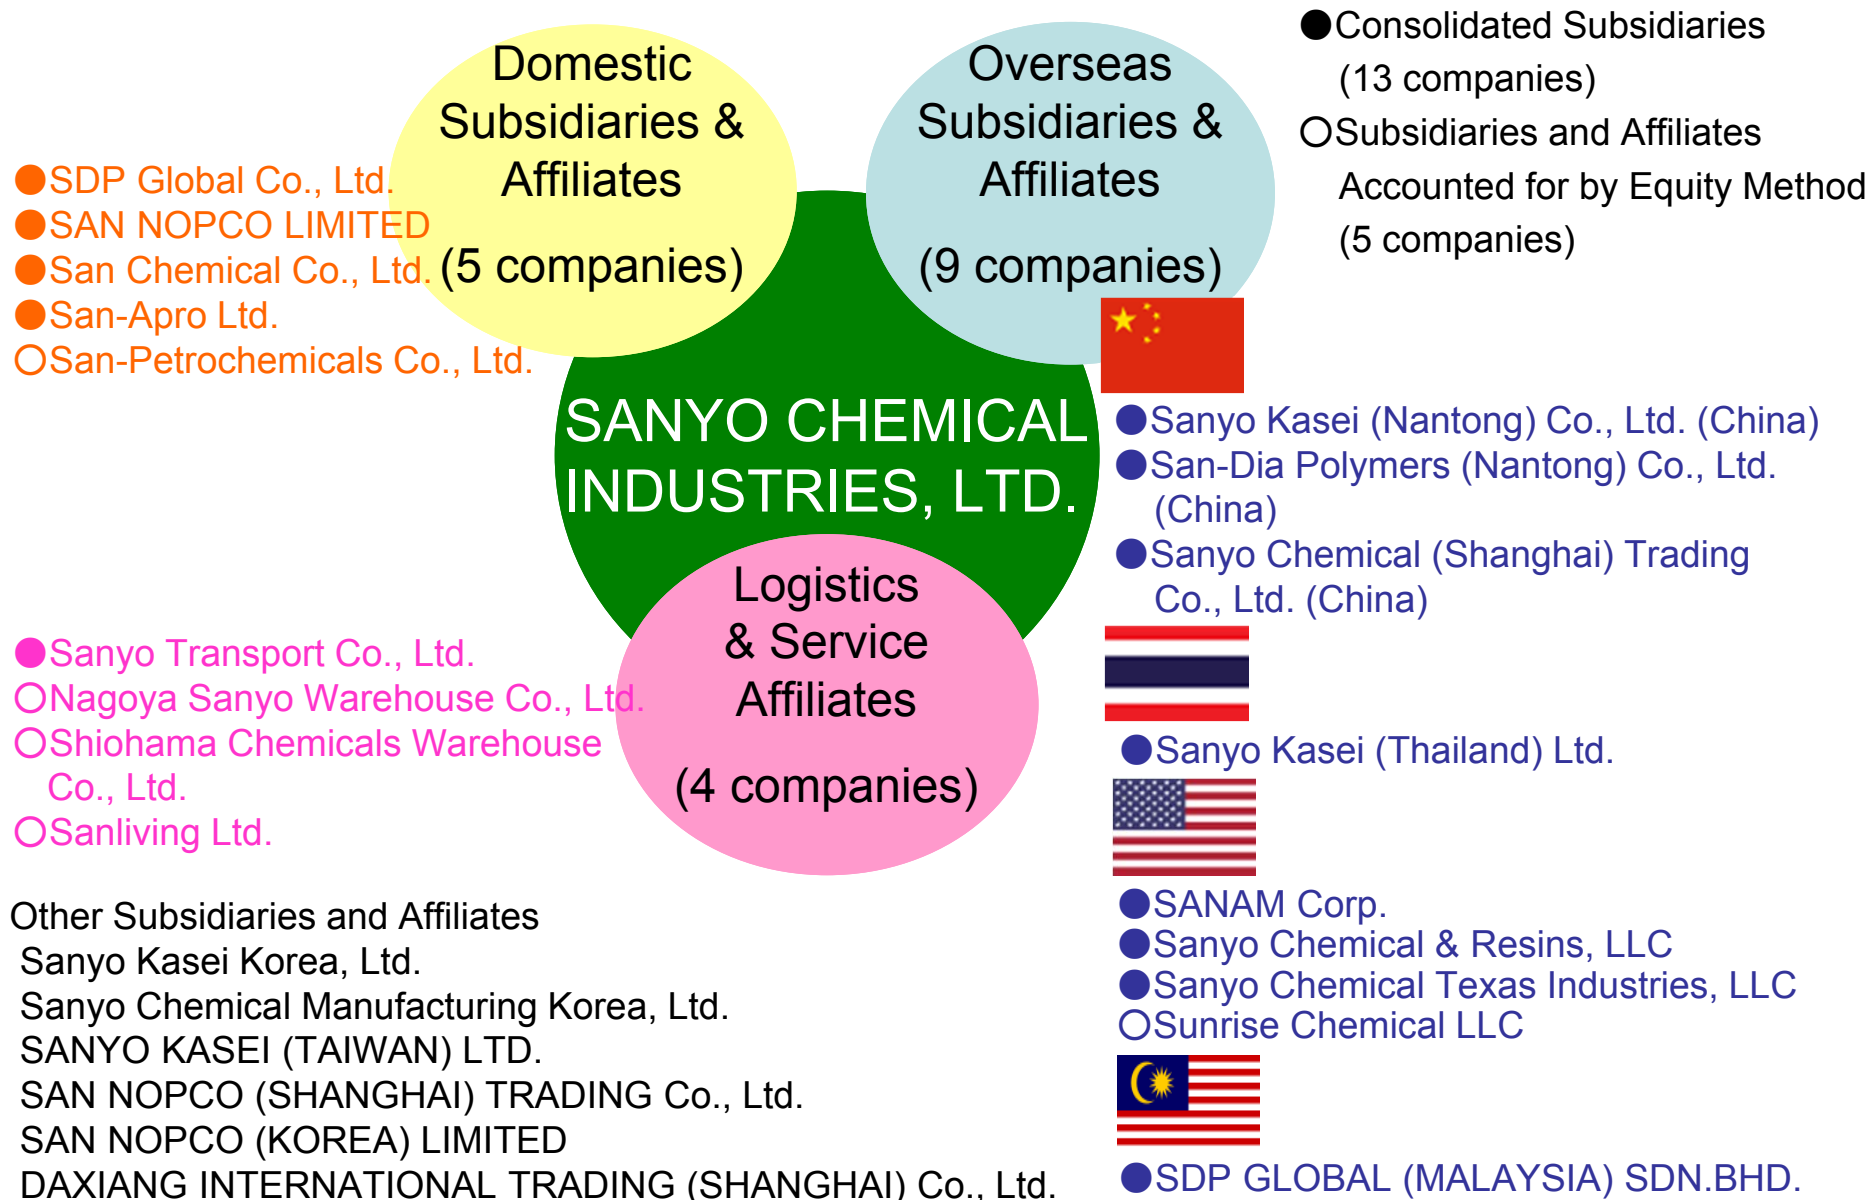 Domestic
Subsidiaries &
Affiliates
(5 companies)
Overseas
Subsidiaries &
Affiliates
(9 companies)
●Consolidated Subsidiaries
(13 companies)
○Subsidiaries and Affiliates
Accounted for by Equity Method
(5 companies)
●SDP Global Co., Ltd.
●SAN NOPCO LIMITED
●San Chemical Co., Ltd.
●San-Apro Ltd.
○San-Petrochemicals Co., Ltd.
SANYO CHEMICAL
INDUSTRIES, LTD.
Logistics
& Service
Affiliates
(4 companies)
●Sanyo Transport Co., Ltd.
○Nagoya Sanyo Warehouse Co., Ltd.
○Shiohama Chemicals Warehouse
Co., Ltd.
○Sanliving Ltd.
●Sanyo Kasei (Nantong) Co., Ltd. (China)
●San-Dia Polymers (Nantong) Co., Ltd.
(China)
●Sanyo Chemical (Shanghai) Trading
Co., Ltd. (China)
●Sanyo Kasei (Thailand) Ltd.
●SANAM Corp.
●Sanyo Chemical & Resins, LLC
●Sanyo Chemical Texas Industries, LLC
○Sunrise Chemical LLC
●SDP GLOBAL (MALAYSIA) SDN.BHD.
Other Subsidiaries and Affiliates
Sanyo Kasei Korea, Ltd.
Sanyo Chemical Manufacturing Korea, Ltd.
SANYO KASEI (TAIWAN) LTD.
SAN NOPCO (SHANGHAI) TRADING Co., Ltd.
SAN NOPCO (KOREA) LIMITED
DAXIANG INTERNATIONAL TRADING (SHANGHAI) Co., Ltd.